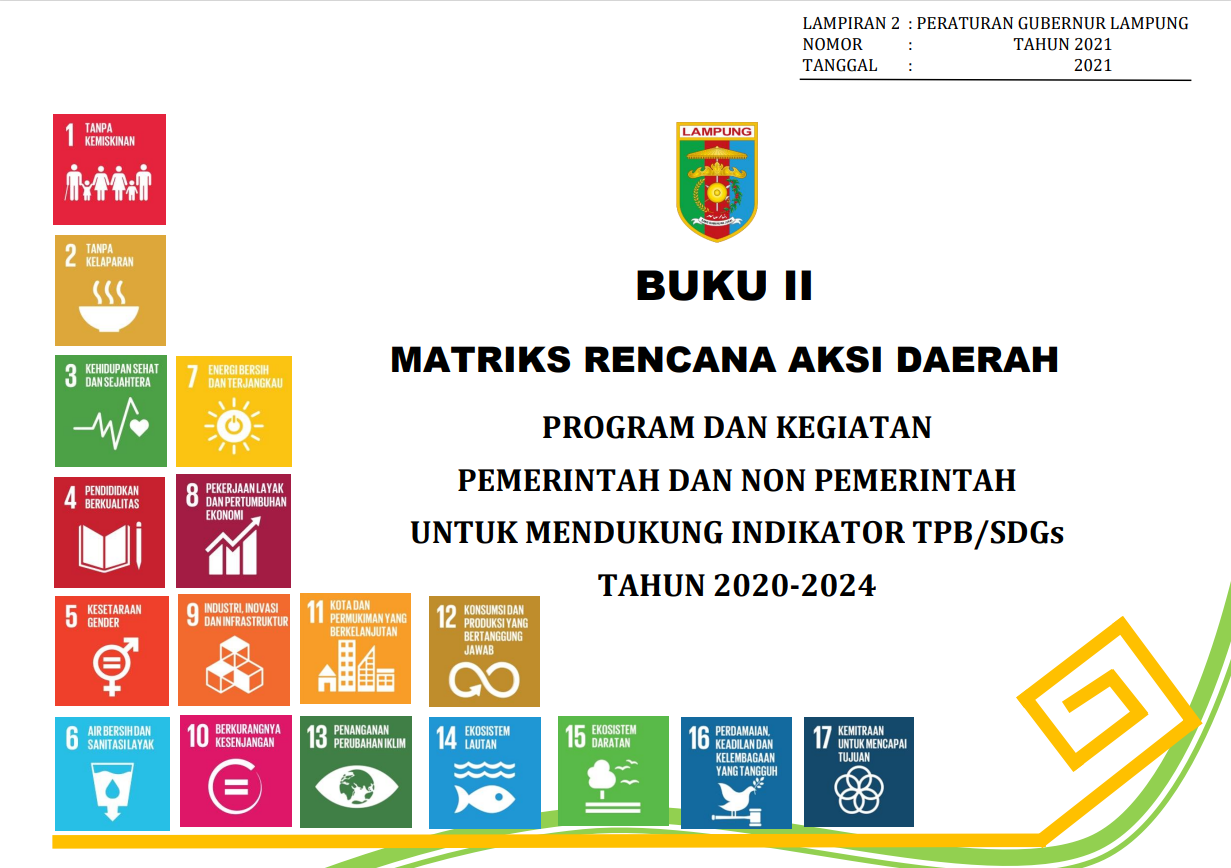 LAMPIRAN 2 : PERATURAN GUBERNUR LAMPUNG
NOMOR : TAHUN 2021
TANGGAL : 2021
LAMPUNG
BUKU II
MATRIKS RENCANA AKSI DAERAH
PROGRAM DAN KEGIATAN
PEMERINTAH DAN NON PEMERINTAH
UNTUK MENDUKUNG INDIKATOR TPB/SDGs
TAHUN 2020-2024
1 TANPA
KEMISKINAN
2 TANPA
KELAPARAN
3 KEHIDUPAN SEHAT
DAN SEJAHTERA
7 ENERGI BERSIH
DAN TERJANGKAU
4 PENDIDIDKAN
BERKUALITAS
8 PEKERJAAN LAYAK
DAN PERTUMBUHAN
EKONOMI
5 KESETARAAN
GENDER
9 INDUSTRI, INOVASI
DAN INFRASTRUKTUR
11 KOTA DAN
PERMUKIMAN YANG
BERKELANJUTAN
12 KONSUMSI DAN
PRODUKSI YANG
BERTANGGUNG
JAWAB
6 AIR BERSIH DAN
SANITASI LAYAK
10 BERKURANGNYA
KESENJANGAN
13 PENANGANAN
PERUBAHAN IKLIM
14 EKOSISTEM
LAUTAN
15 EKOSISTEM
DARATAN
16 PERDAMAIAN,
KEADILAN DAN
KELEMBAGAAN
YANG TANGGUH
17 KEMITRAAN
UNTUK MENCAPAI
TUJUAN